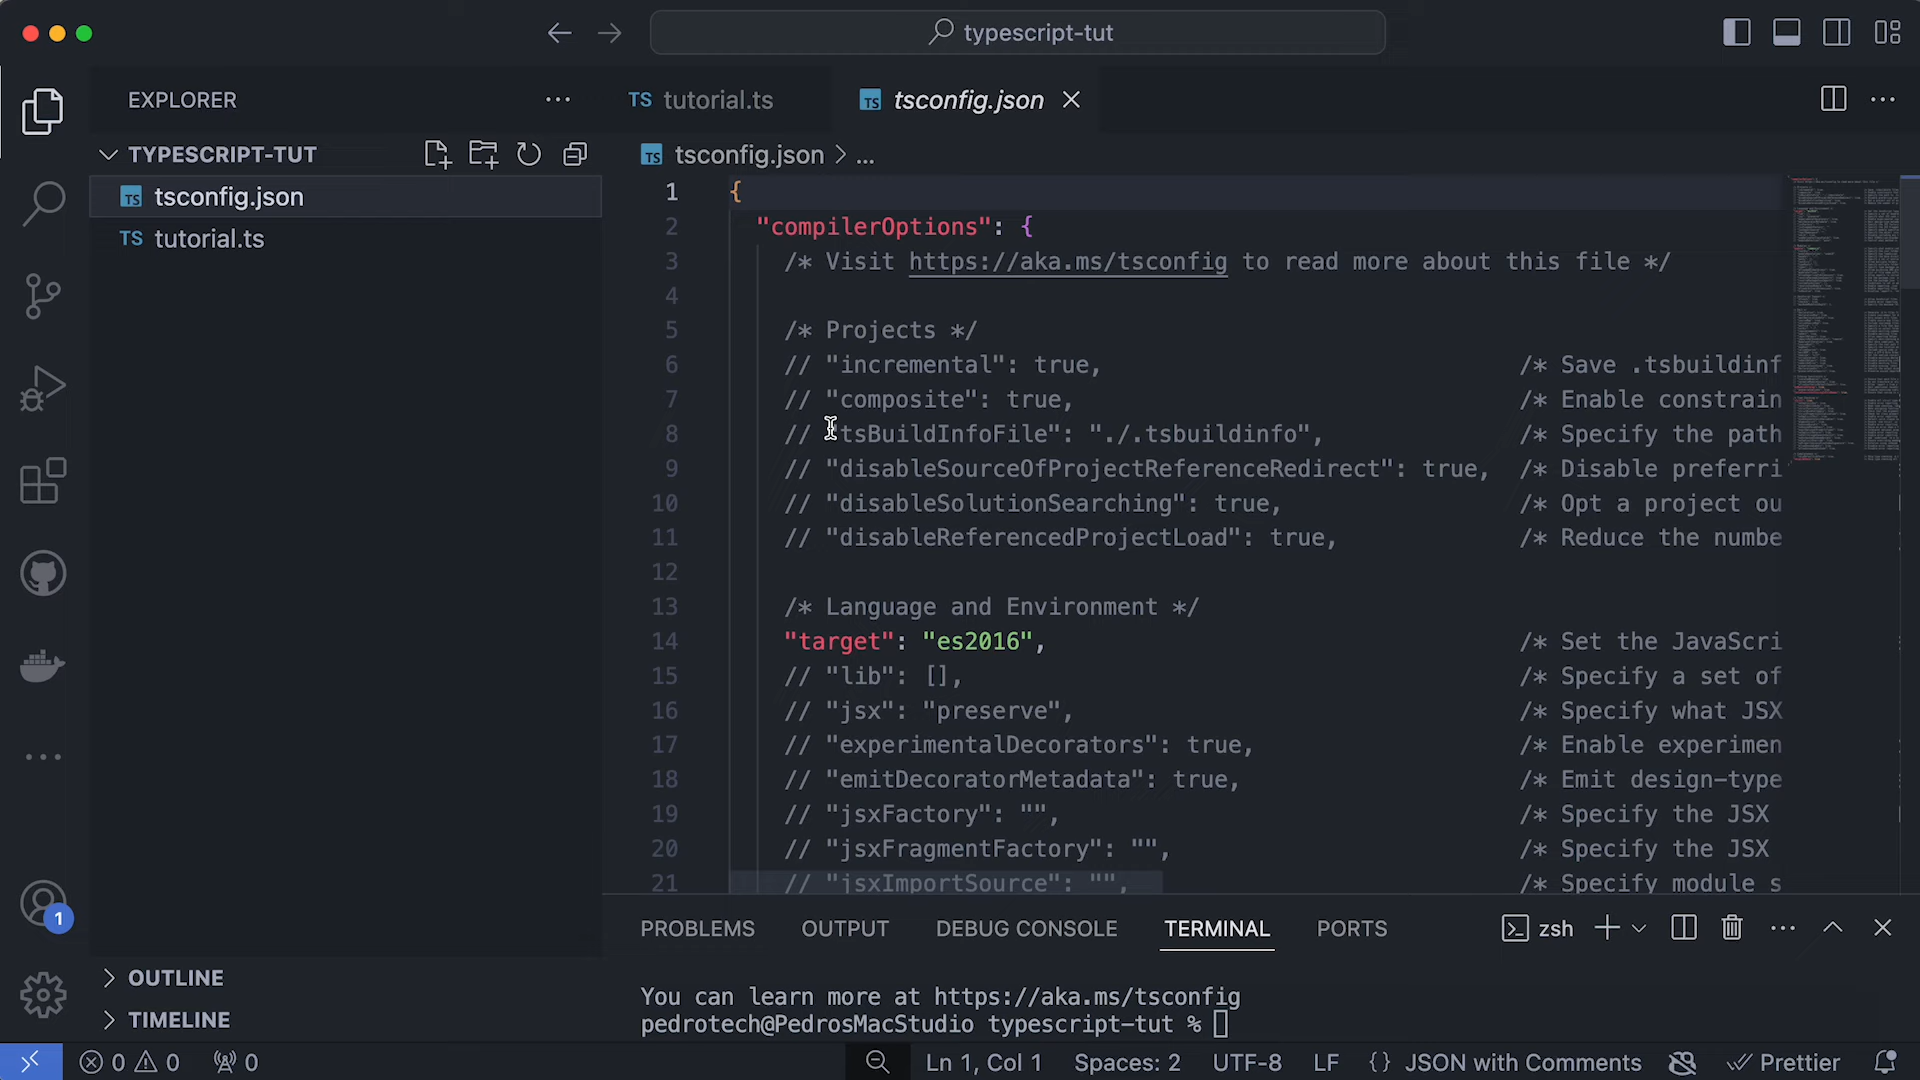 typescript-tut
EXPLORER
TS tutorial.ts
TS tsconfig.json
TYPESCRIPT-TUT
TS tsconfig.json
TS tutorial.ts
TS tsconfig.json > ...
1 {
2 "compilerOptions": {
3 /* Visit https://aka.ms/tsconfig to read more about this file */
4
5 /* Projects */
6 // "incremental": true, /* Save .tsbuildinf
7 // "composite": true, /* Enable constrain
8 // "tsBuildInfoFile": "./.tsbuildinfo", /* Specify the path
9 // "disableSourceOfProjectReferenceRedirect": true, /* Disable preferri
10 // "disableSolutionSearching": true, /* Opt a project ou
11 // "disableReferencedProjectLoad": true, /* Reduce the numbe
12
13 /* Language and Environment */
14 "target": "es2016", /* Set the JavaScri
15 // "lib": [], /* Specify a set of
16 // "jsx": "preserve", /* Specify what JSX
17 // "experimentalDecorators": true, /* Enable experimen
18 // "emitDecoratorMetadata": true, /* Emit design-type
19 // "jsxFactory": "", /* Specify the JSX
20 // "jsxFragmentFactory": "", /* Specify the JSX
21 // "jsxImportSource": "", /* Specify module s
1
OUTLINE
TIMELINE
PROBLEMS OUTPUT DEBUG CONSOLE TERMINAL PORTS zsh
You can learn more at https://aka.ms/tsconfig
pedrotech@PedrosMacStudio typescript-tut %
0 0 0 Ln 1, Col 1 Spaces: 2 UTF-8 LF {} JSON with Comments Prettier